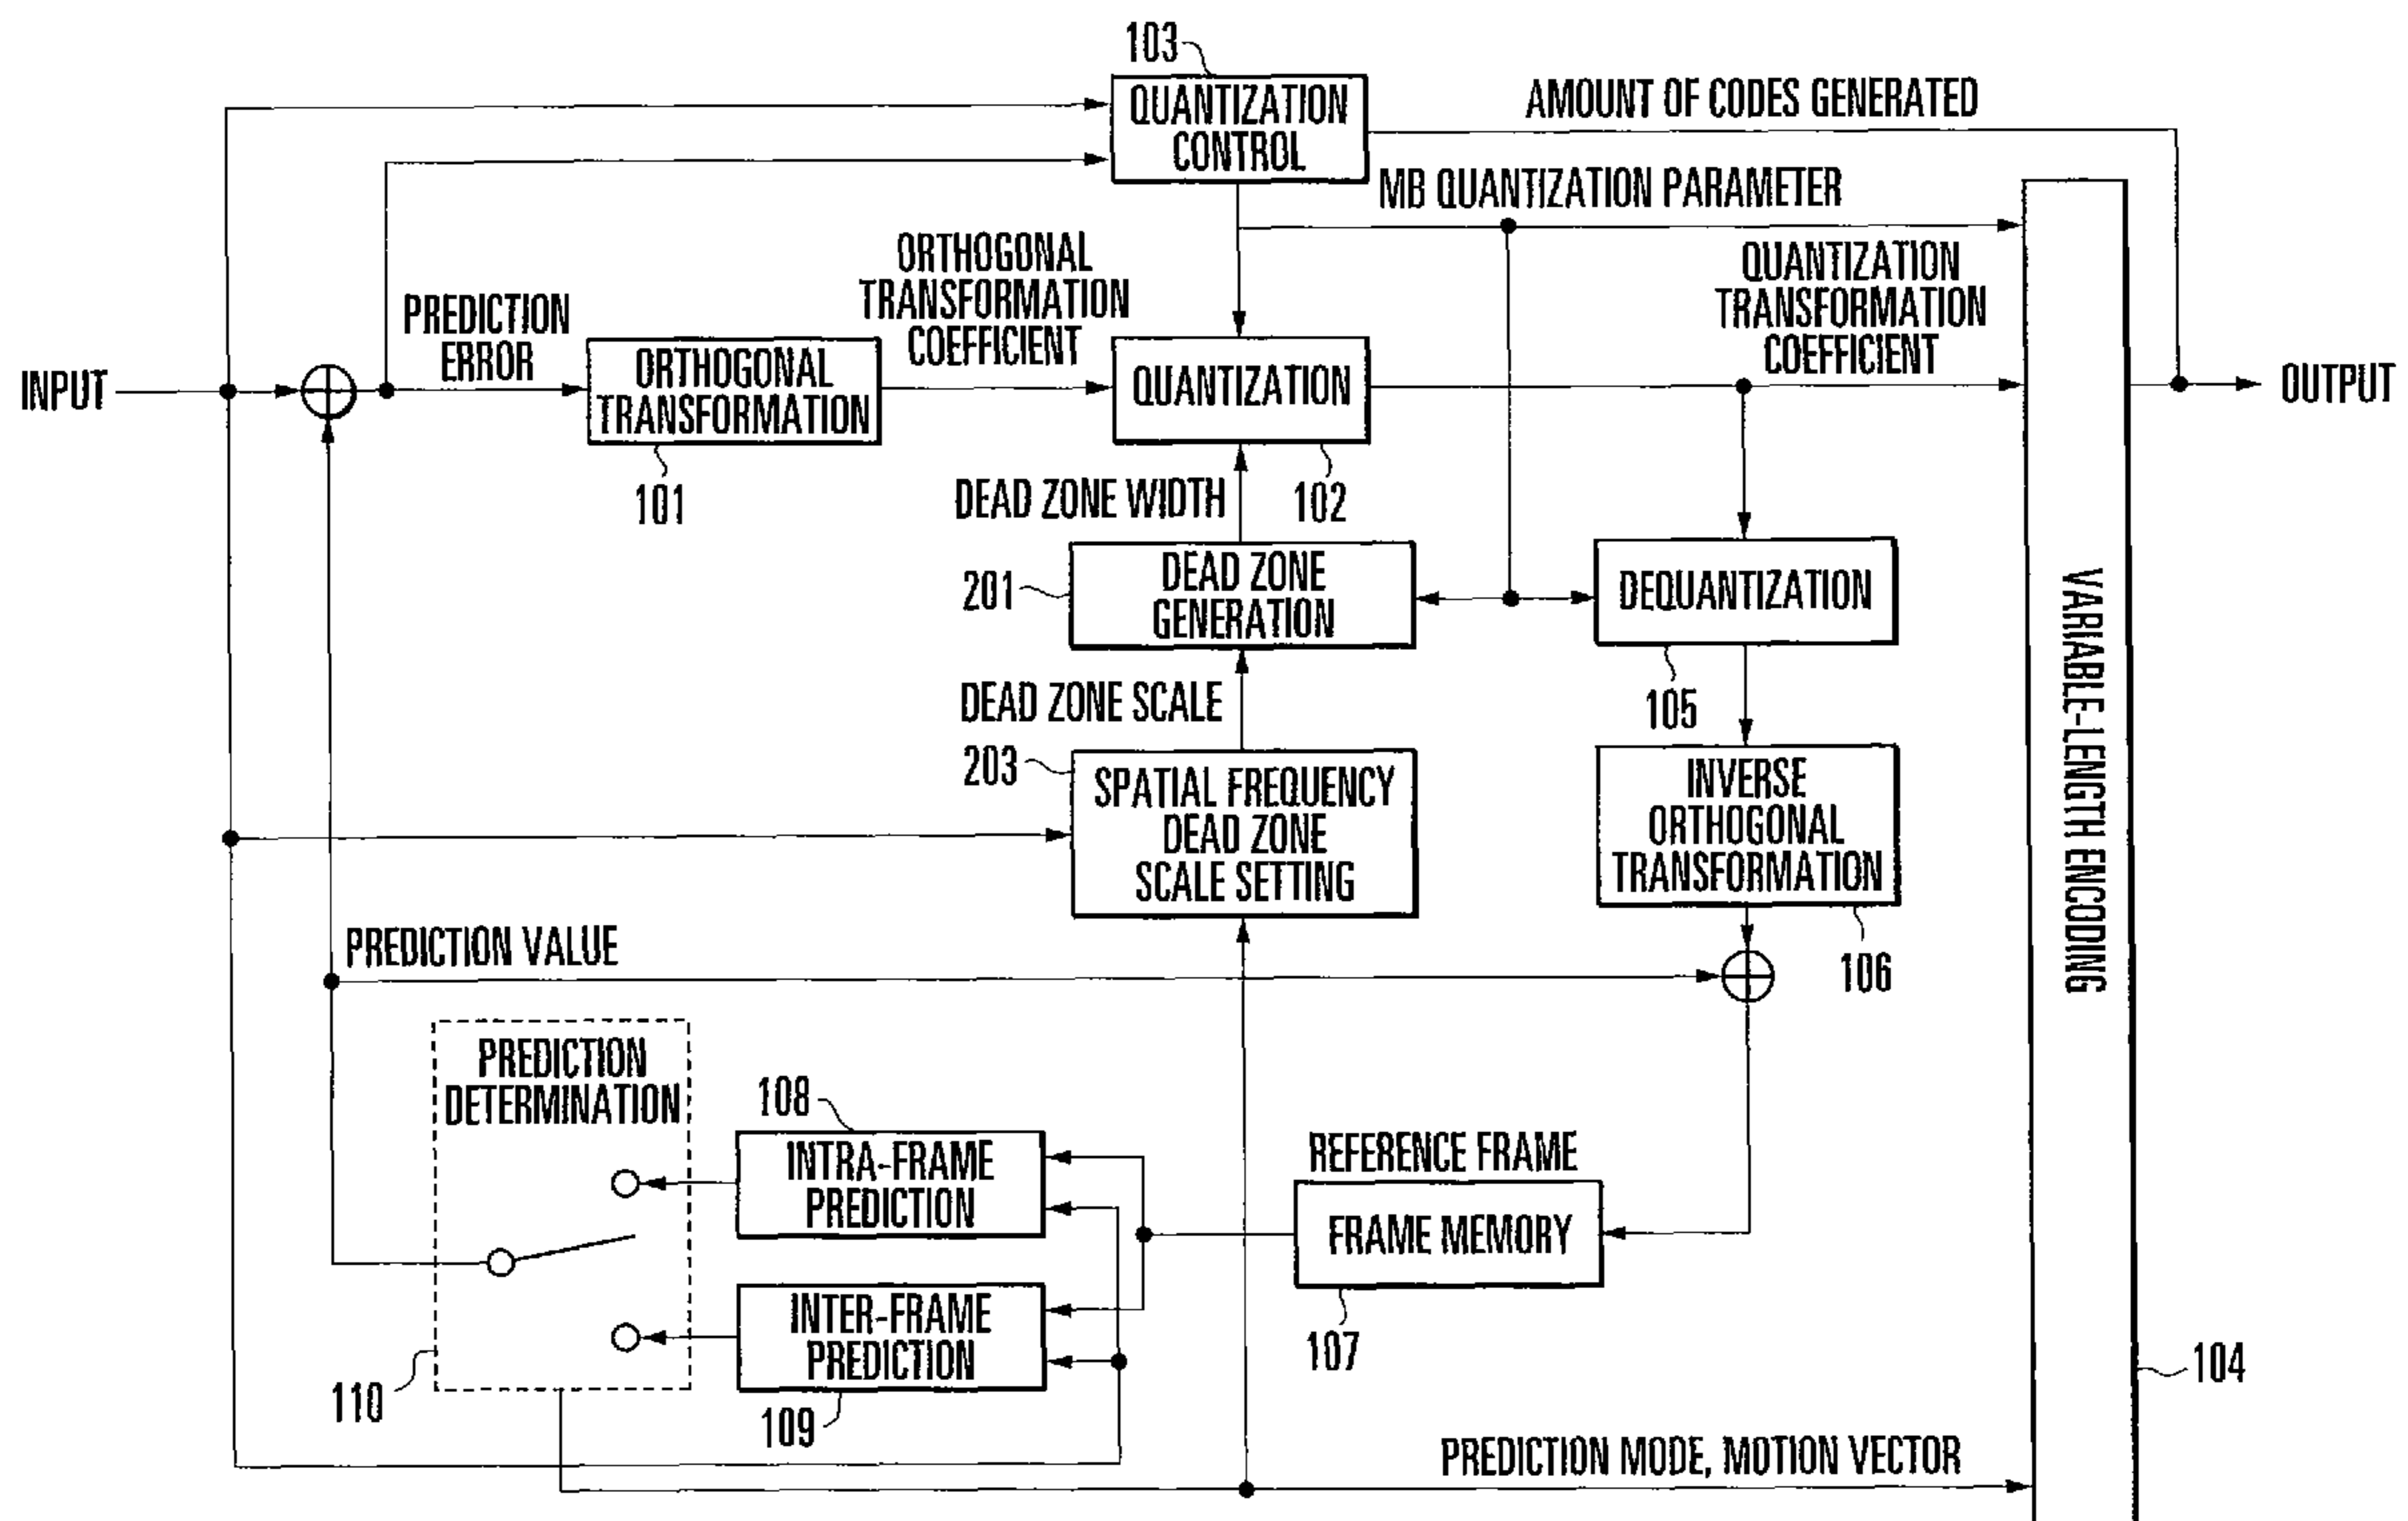 103
QUANTIZATION
CONTROL
AMOUNT OF CODES GENERATED
MB QUANTIZATION PARAMETER
ORTHOGONAL
TRANSFORMATION
COEFFICIENT
QUANTIZATION
TRANSFORMATION
COEFFICIENT
PREDICTION
ERROR
INPUT
ORTHOGONAL
TRANSFORMATION
101
QUANTIZATION
102
OUTPUT
DEAD ZONE WIDTH
201
DEAD ZONE
GENERATION
DEQUANTIZATION
105
DEAD ZONE SCALE
203
SPATIAL FREQUENCY
DEAD ZONE
SCALE SETTING
INVERSE
ORTHOGONAL
TRANSFORMATION
106
VARIABLE-LENGTH ENCODING
PREDICTION VALUE
PREDICTION
DETERMINATION
108
INTRA-FRAME
PREDICTION
REFERENCE FRAME
FRAME MEMORY
107
INTER-FRAME
PREDICTION
109
110
104
PREDICTION MODE, MOTION VECTOR